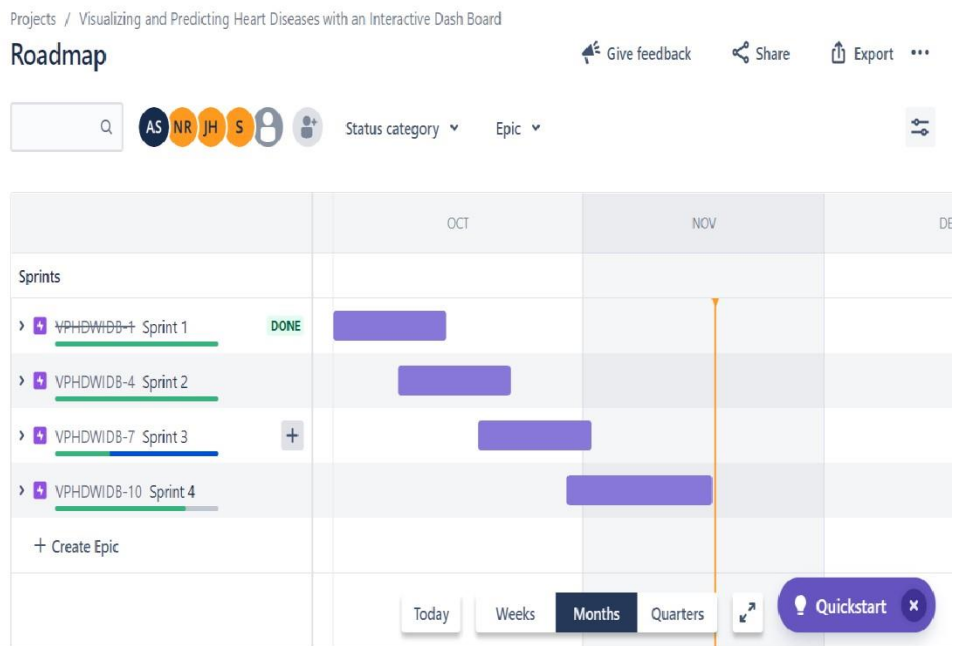 Projects / Visualizing and Predicting Heart Diseases with an Interactive Dash Board
Roadmap
Give feedback
Share
Export
AS NR JH S
Status category
Epic
OCT NOV DE
Sprints
VPHDWIDB-1 Sprint 1 DONE
VPHDWIDB-4 Sprint 2
VPHDWIDB-7 Sprint 3
VPHDWIDB-10 Sprint 4
+ Create Epic
Today Weeks Months Quarters
Quickstart